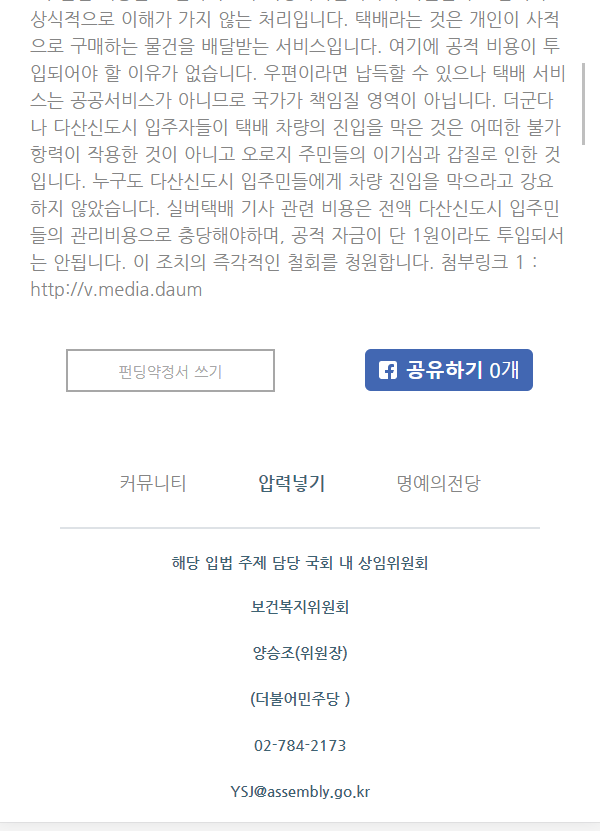 상식적으로 이해가 가지 않는 처리입니다. 택배라는 것은 개인이 사적
으로 구매하는 물건을 배달받는 서비스입니다. 여기에 공적 비용이 투
입되어야 할 이유가 없습니다. 우편이라면 납득할 수 있으나 택배 서비
스는 공공서비스가 아니므로 국가가 책임질 영역이 아닙니다. 더군다
나 다산신도시 입주자들이 택배 차량의 진입을 막은 것은 어떠한 불가
항력이 작용한 것이 아니고 오로지 주민들의 이기심과 갑질로 인한 것
입니다. 누구도 다산신도시 입주민들에게 차량 진입을 막으라고 강요
하지 않았습니다. 실버택배 기사 관련 비용은 전액 다산신도시 입주민
들의 관리비용으로 충당해야하며, 공적 자금이 단 1원이라도 투입되서
는 안됩니다. 이 조치의 즉각적인 철회를 청원합니다. 첨부링크 1 :
http://v.media.daum
펀딩약정서 쓰기
공유하기 0개
커뮤니티 압력넣기 명예의전당
해당 입법 주제 담당 국회 내 상임위원회
보건복지위원회
양승조(위원장)
(더불어민주당 )
02-784-2173
YSJ@assembly.go.kr